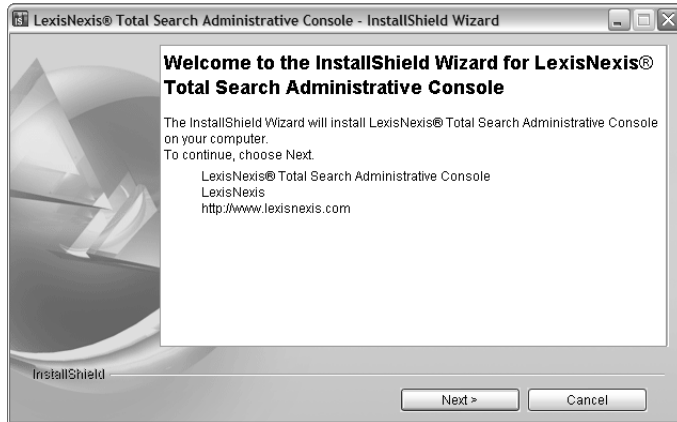 LexisNexis® Total Search Administrative Console - InstallShield Wizard
Welcome to the InstallShield Wizard for LexisNexis®
Total Search Administrative Console
The InstallShield Wizard will install LexisNexis® Total Search Administrative Console
on your computer.
To continue, choose Next.
LexisNexis® Total Search Administrative Console
LexisNexis
http://www.lexisnexis.com
InstallShield
Next >
Cancel